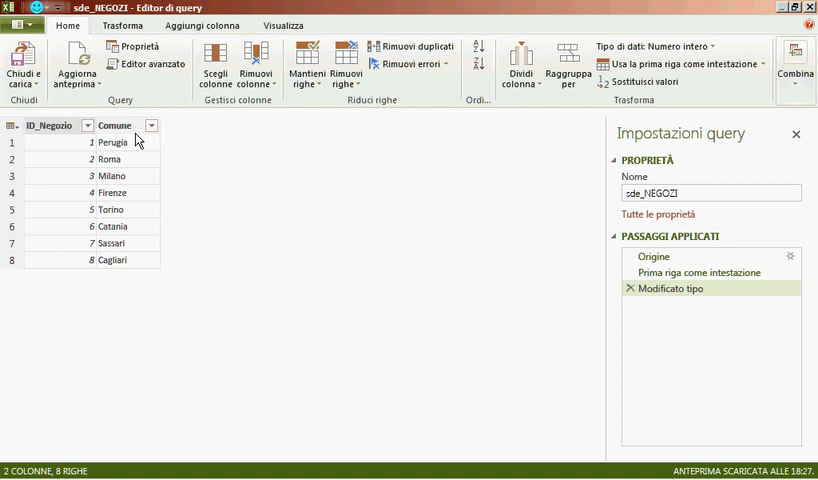 sde_NEGOZI - Editor di query
Home Trasforma Aggiungi colonna Visualizza
Chiudi e carica
Chiudi
Aggiorna anteprima
Proprietà
Editor avanzato
Query
Scegli colonne
Rimuovi colonne
Gestisci colonne
Mantieni righe
Rimuovi righe
Rimuovi duplicati
Rimuovi errori
Riduci righe
Ordi...
Dividi colonna
Raggruppa per
Tipo di dati: Numero intero
Usa la prima riga come intestazione
Sostituisci valori
Trasforma
Combina
ID_Negozio Comune
1 1 Perugia
2 2 Roma
3 3 Milano
4 4 Firenze
5 5 Torino
6 6 Catania
7 7 Sassari
8 8 Cagliari
Impostazioni query
PROPRIETÀ
Nome
sde_NEGOZI
Tutte le proprietà
PASSAGGI APPLICATI
Origine
Prima riga come intestazione
Modificato tipo
2 COLONNE, 8 RIGHE
ANTEPRIMA SCARICATA ALLE 18:27.